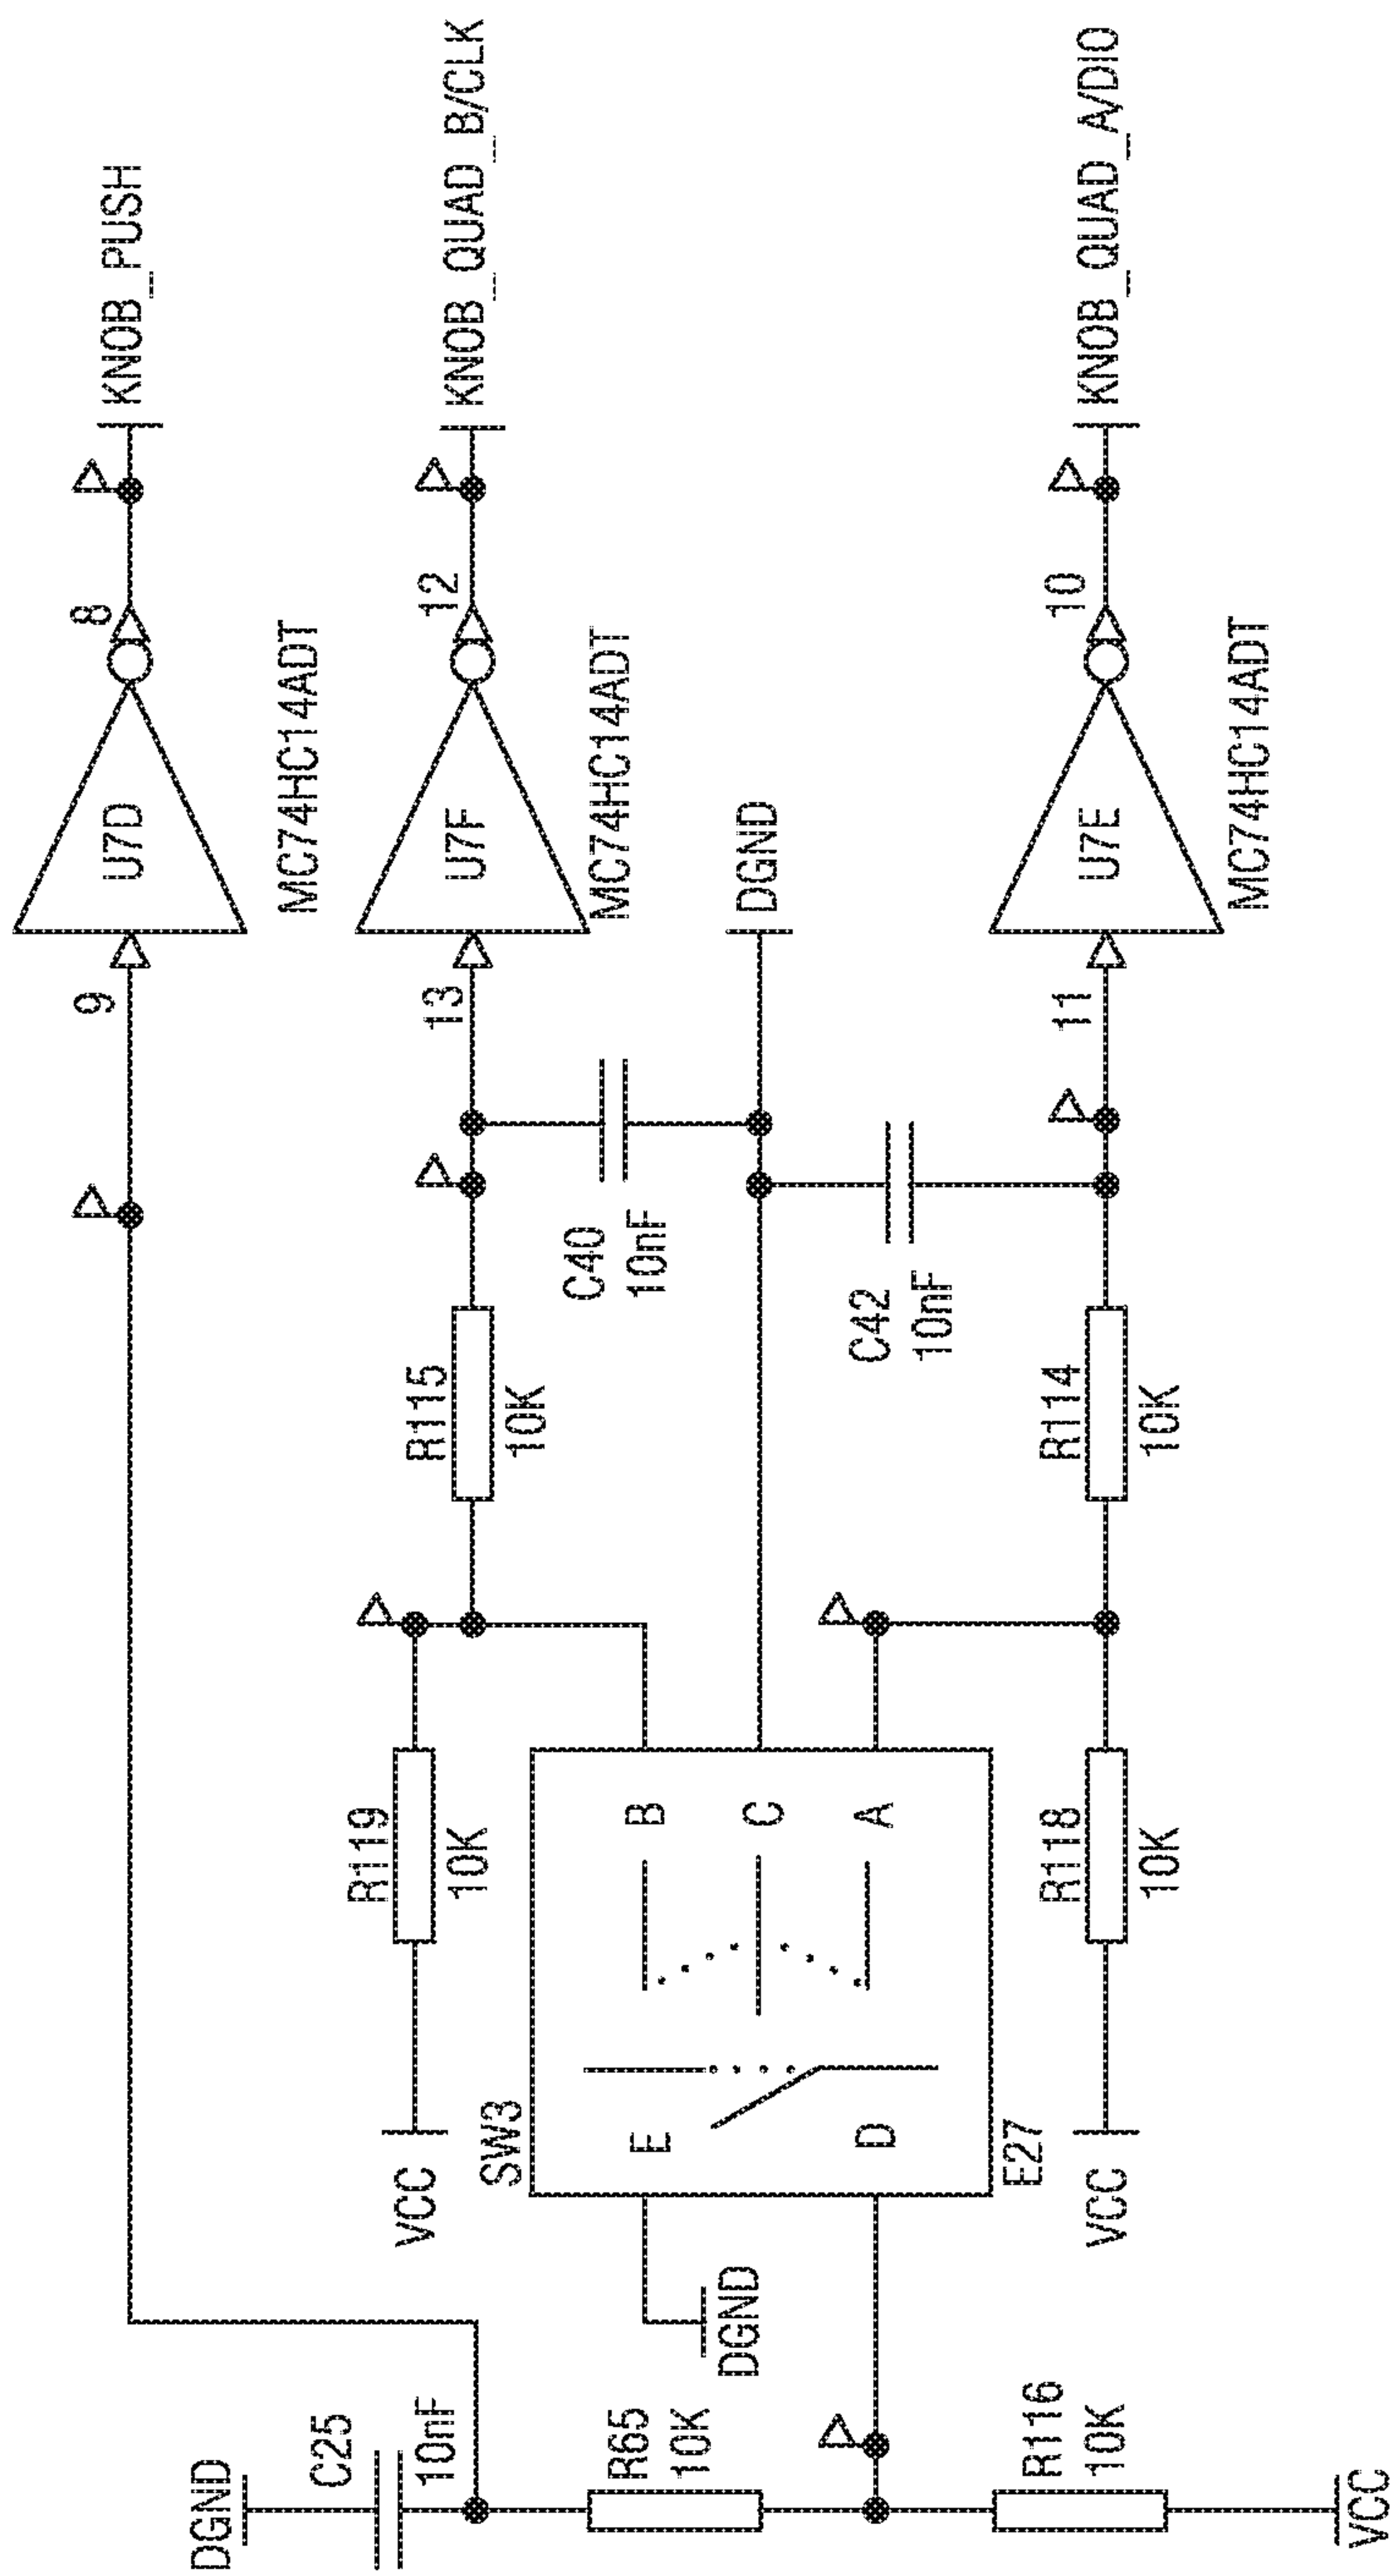 KNOB_PUSH
KNOB_QUAD_B/CLK
KNOB_QUAD_A/DIO
8
12
10
U7D
U7F
U7E
MC74HC14ADT
MC74HC14ADT
MC74HC14ADT
9
13
11
DGND
C40
10nF
C42
10nF
R115
10K
R114
10K
R119
10K
R118
10K
B
C
A
E
D
SW3
E27
VCC
VCC
DGND
DGND
C25
10nF
R65
10K
R116
10K
VCC